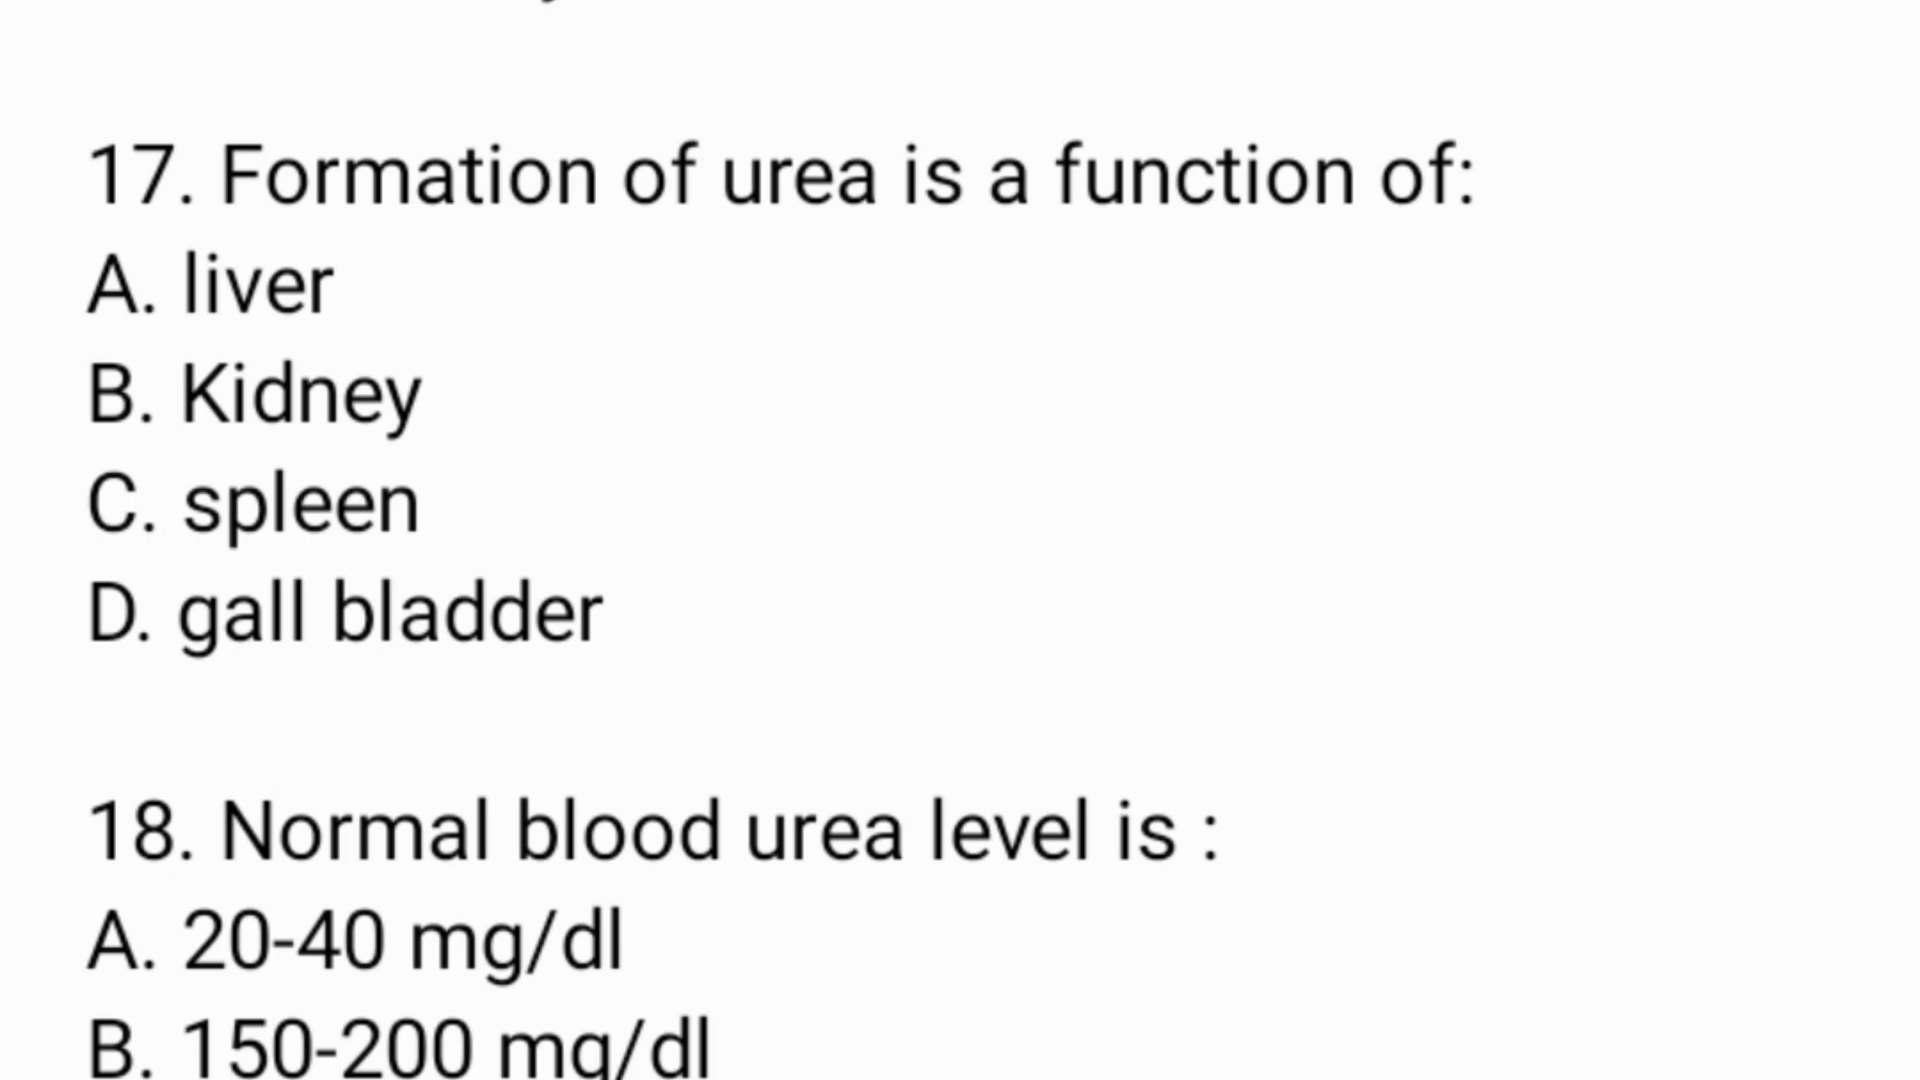 17. Formation of urea is a function of:
A. liver
B. Kidney
C. spleen
D. gall bladder
18. Normal blood urea level is :
A. 20-40 mg/dl
B. 150-200 mg/dl